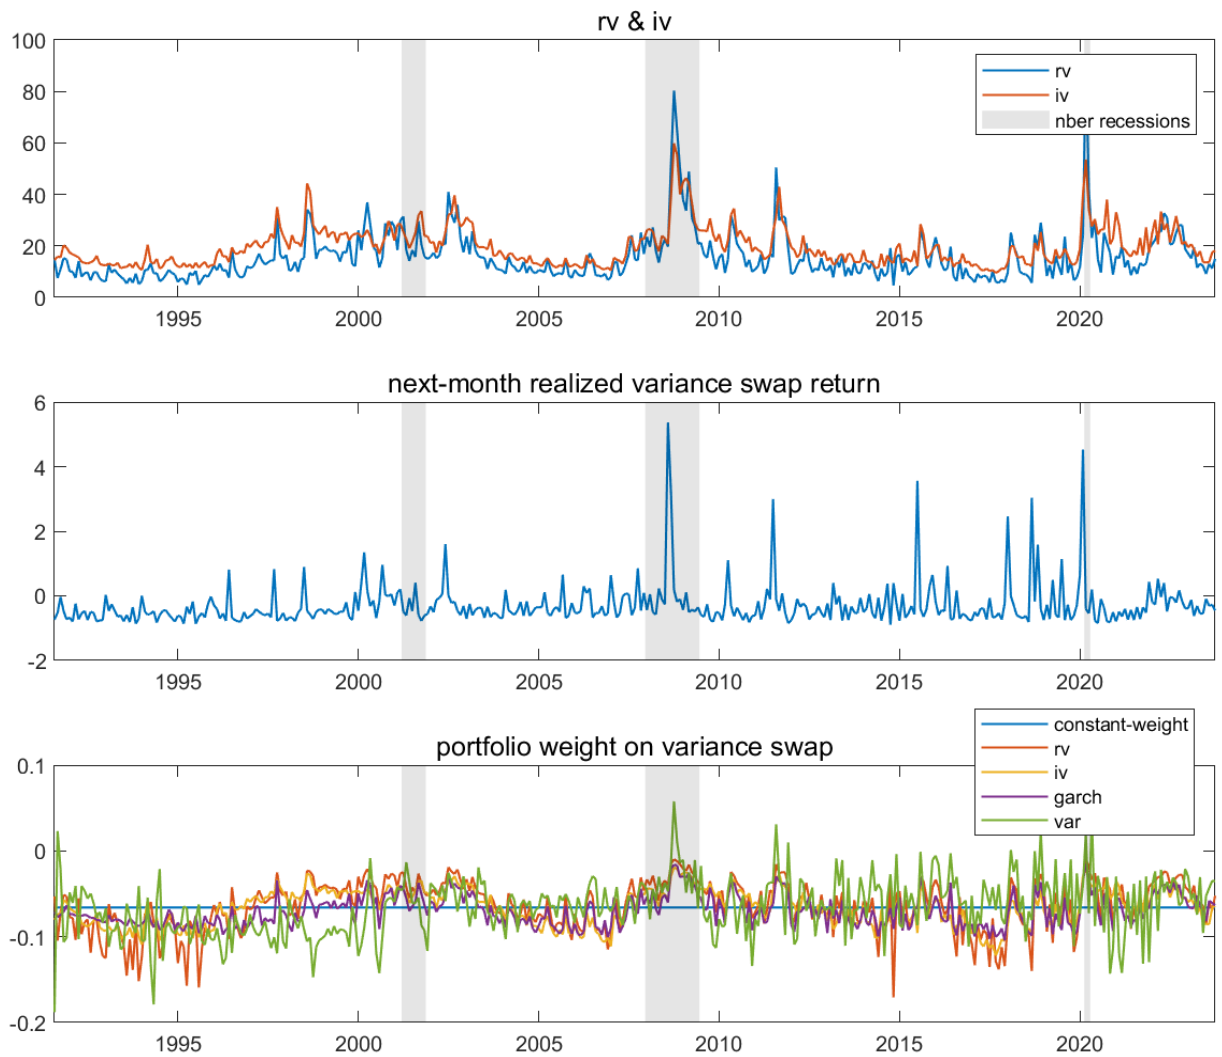 rv & iv
100
80
60
40
20
0
rv
iv
nber recessions
1995 2000 2005 2010 2015 2020
next-month realized variance swap return
6
4
2
0
-2
1995 2000 2005 2010 2015 2020
portfolio weight on variance swap
0.1
0
-0.1
-0.2
constant-weight
rv
iv
garch
var
1995 2000 2005 2010 2015 2020